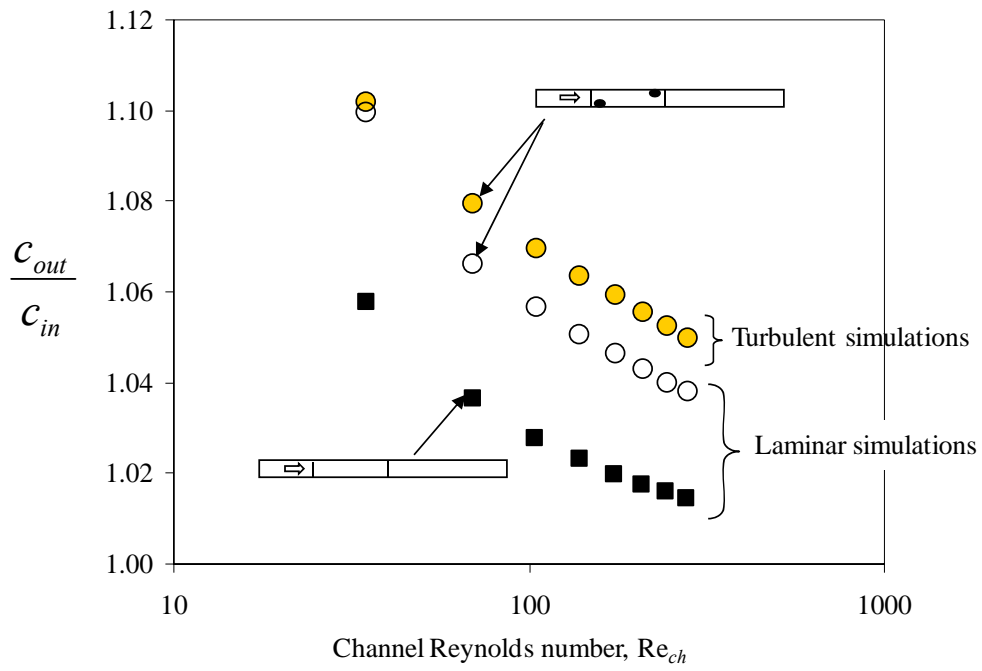 1.12
1.10
1.08
1.06
1.04
1.02
1.00
c_out
c_in
Turbulent simulations
Laminar simulations
10
100
1000
Channel Reynolds number, Re_ch